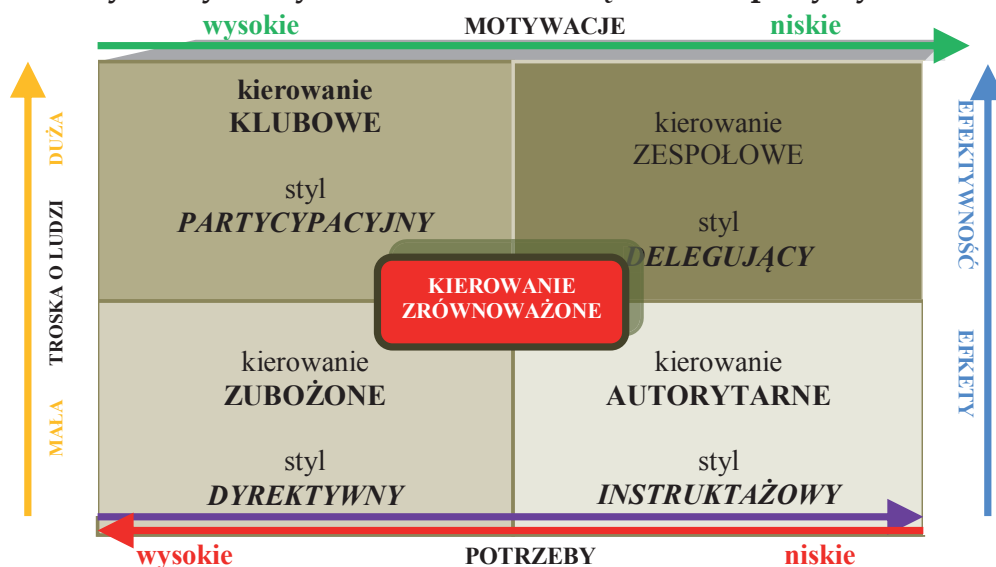 wysokie MOTYWACJE niskie
DUŻA
TROSKA O LUDZI
MAŁA
kierowanie
KLUBOWE
styl
PARTYCYPACYJNY
kierowanie
ZESPOŁOWE
styl
DELEGUJĄCY
KIEROWANIE
ZRÓWNOWAŻONE
kierowanie
ZUBOŻONE
styl
DYREKTYWNY
kierowanie
AUTORYTARNE
styl
INSTRUKTAŻOWY
EFEKTYWNOŚĆ
EFKETY
wysokie POTRZEBY niskie